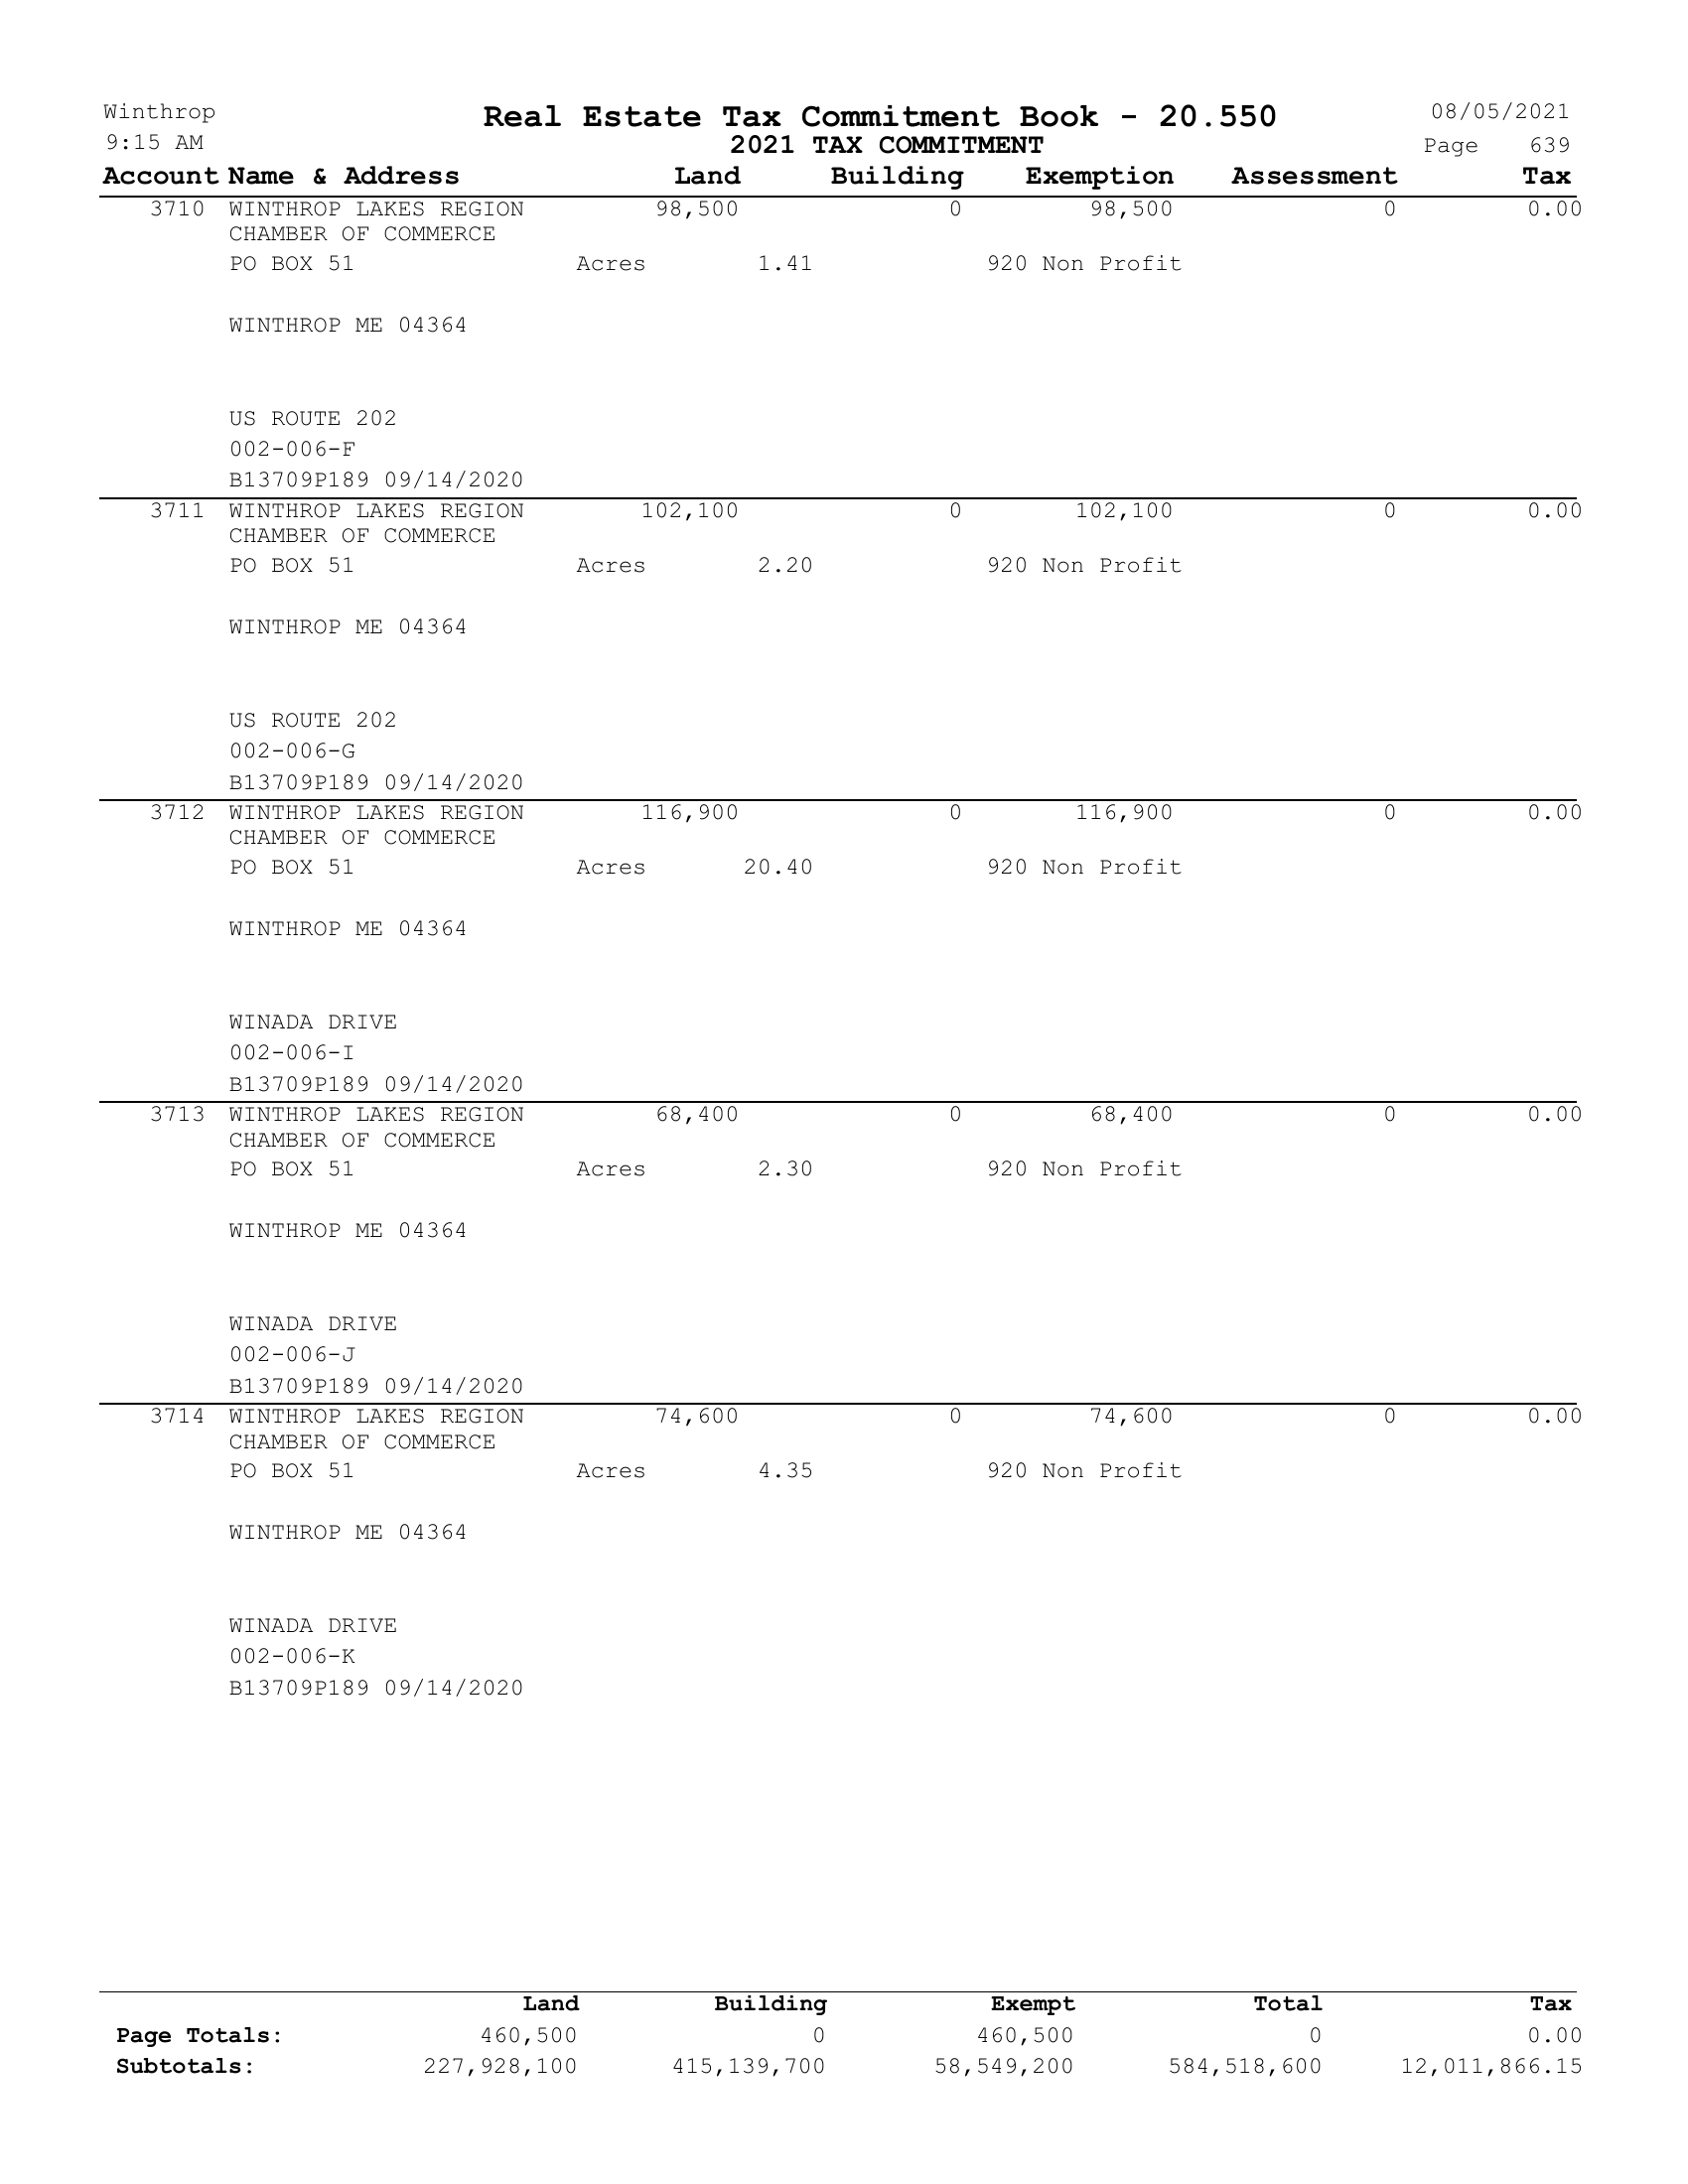 Winthrop Real Estate Tax Commitment Book - 20.550 08/05/2021
9:15 AM 2021 TAX COMMITMENT Page 639
Account Name & Address Land Building Exemption Assessment Tax
3710 WINTHROP LAKES REGION 98,500 0 98,500 0 0.00
CHAMBER OF COMMERCE
PO BOX 51 Acres 1.41 920 Non Profit
WINTHROP ME 04364
US ROUTE 202
002-006-F
B13709P189 09/14/2020
3711 WINTHROP LAKES REGION 102,100 0 102,100 0 0.00
CHAMBER OF COMMERCE
PO BOX 51 Acres 2.20 920 Non Profit
WINTHROP ME 04364
US ROUTE 202
002-006-G
B13709P189 09/14/2020
3712 WINTHROP LAKES REGION 116,900 0 116,900 0 0.00
CHAMBER OF COMMERCE
PO BOX 51 Acres 20.40 920 Non Profit
WINTHROP ME 04364
WINADA DRIVE
002-006-I
B13709P189 09/14/2020
3713 WINTHROP LAKES REGION 68,400 0 68,400 0 0.00
CHAMBER OF COMMERCE
PO BOX 51 Acres 2.30 920 Non Profit
WINTHROP ME 04364
WINADA DRIVE
002-006-J
B13709P189 09/14/2020
3714 WINTHROP LAKES REGION 74,600 0 74,600 0 0.00
CHAMBER OF COMMERCE
PO BOX 51 Acres 4.35 920 Non Profit
WINTHROP ME 04364
WINADA DRIVE
002-006-K
B13709P189 09/14/2020
Land Building Exempt Total Tax
Page Totals: 460,500 0 460,500 0 0.00
Subtotals: 227,928,100 415,139,700 58,549,200 584,518,600 12,011,866.15